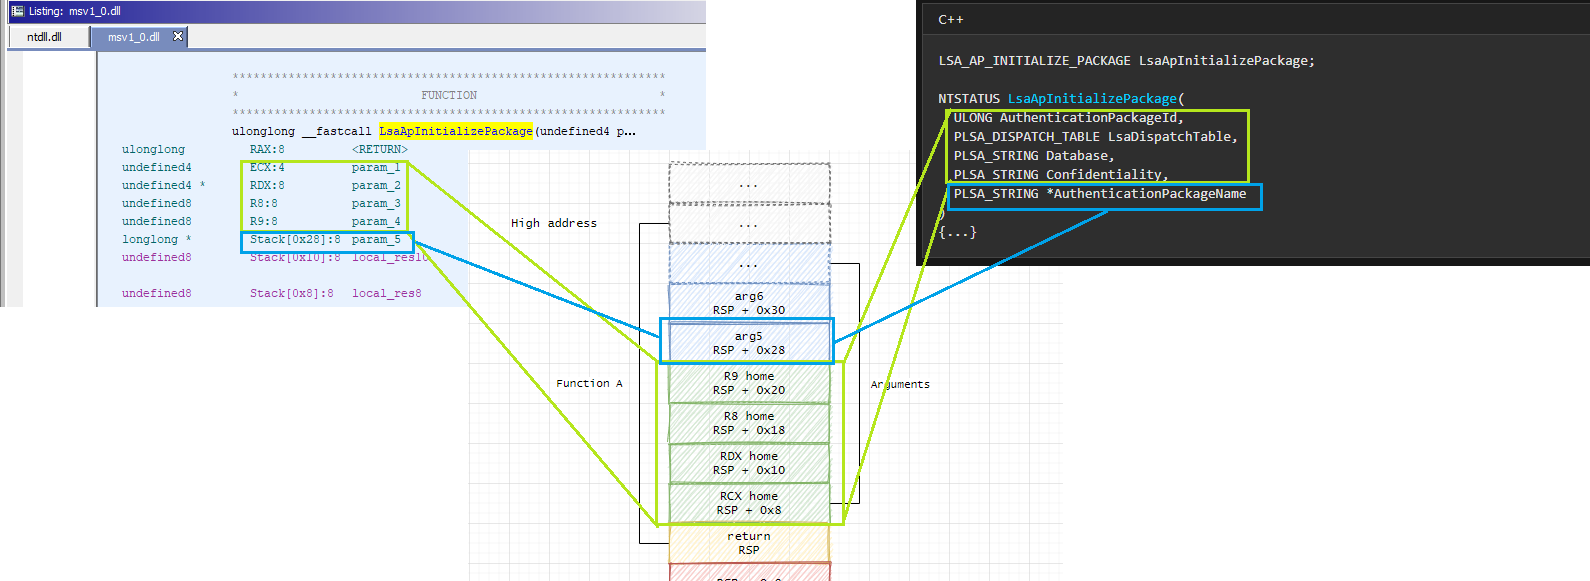 Listing: msv1_0.dll
ntdll.dll
msv1_0.dll
**************************************************************
* FUNCTION *
**************************************************************
ulonglong __fastcall LsaApInitializePackage(undefined4 p...
ulonglong RAX:8 <RETURN>
undefined4 ECX:4 param_1
undefined4 * RDX:8 param_2
undefined8 R8:8 param_3
undefined8 R9:8 param_4
longlong * Stack[0x28]:8 param_5
undefined8 Stack[0x10]:8 local_res10
undefined8 Stack[0x8]:8 local_res8
High address
Function A
...
...
...
arg6
RSP + 0x30
arg5
RSP + 0x28
R9 home
RSP + 0x20
R8 home
RSP + 0x18
RDX home
RSP + 0x10
RCX home
RSP + 0x8
return
RSP
Arguments
C++
LSA_AP_INITIALIZE_PACKAGE LsaApInitializePackage;
NTSTATUS LsaApInitializePackage(
ULONG AuthenticationPackageId,
PLSA_DISPATCH_TABLE LsaDispatchTable,
PLSA_STRING Database,
PLSA_STRING Confidentiality,
PLSA_STRING *AuthenticationPackageName
)
{...}